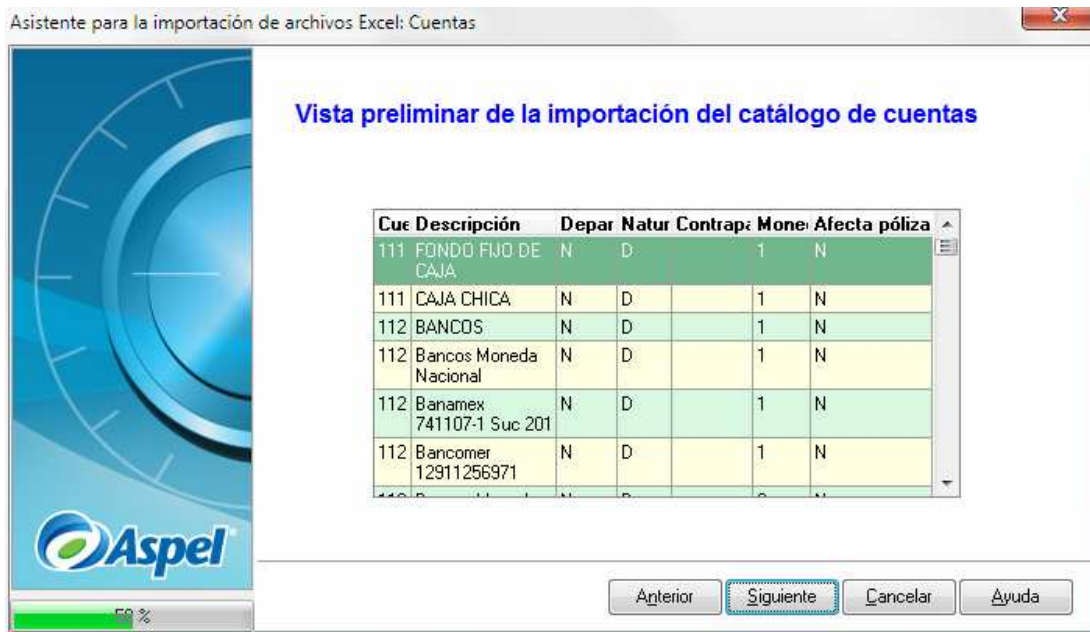 Asistente para la importación de archivos Excel: Cuentas
Vista preliminar de la importación del catálogo de cuentas
Cue Descripción Depar Natur Contrapa Mone Afecta póliza
111 FONDO FIJO DE N D 1 N
CAJA
111 CAJA CHICA N D 1 N
112 BANCOS N D 1 N
112 Bancos Moneda N D 1 N
Nacional
112 Banamex N D 1 N
741107-1 Suc 201
112 Bancomer N D 1 N
12911256971
Aspel
Anterior Siguiente Cancelar Ayuda